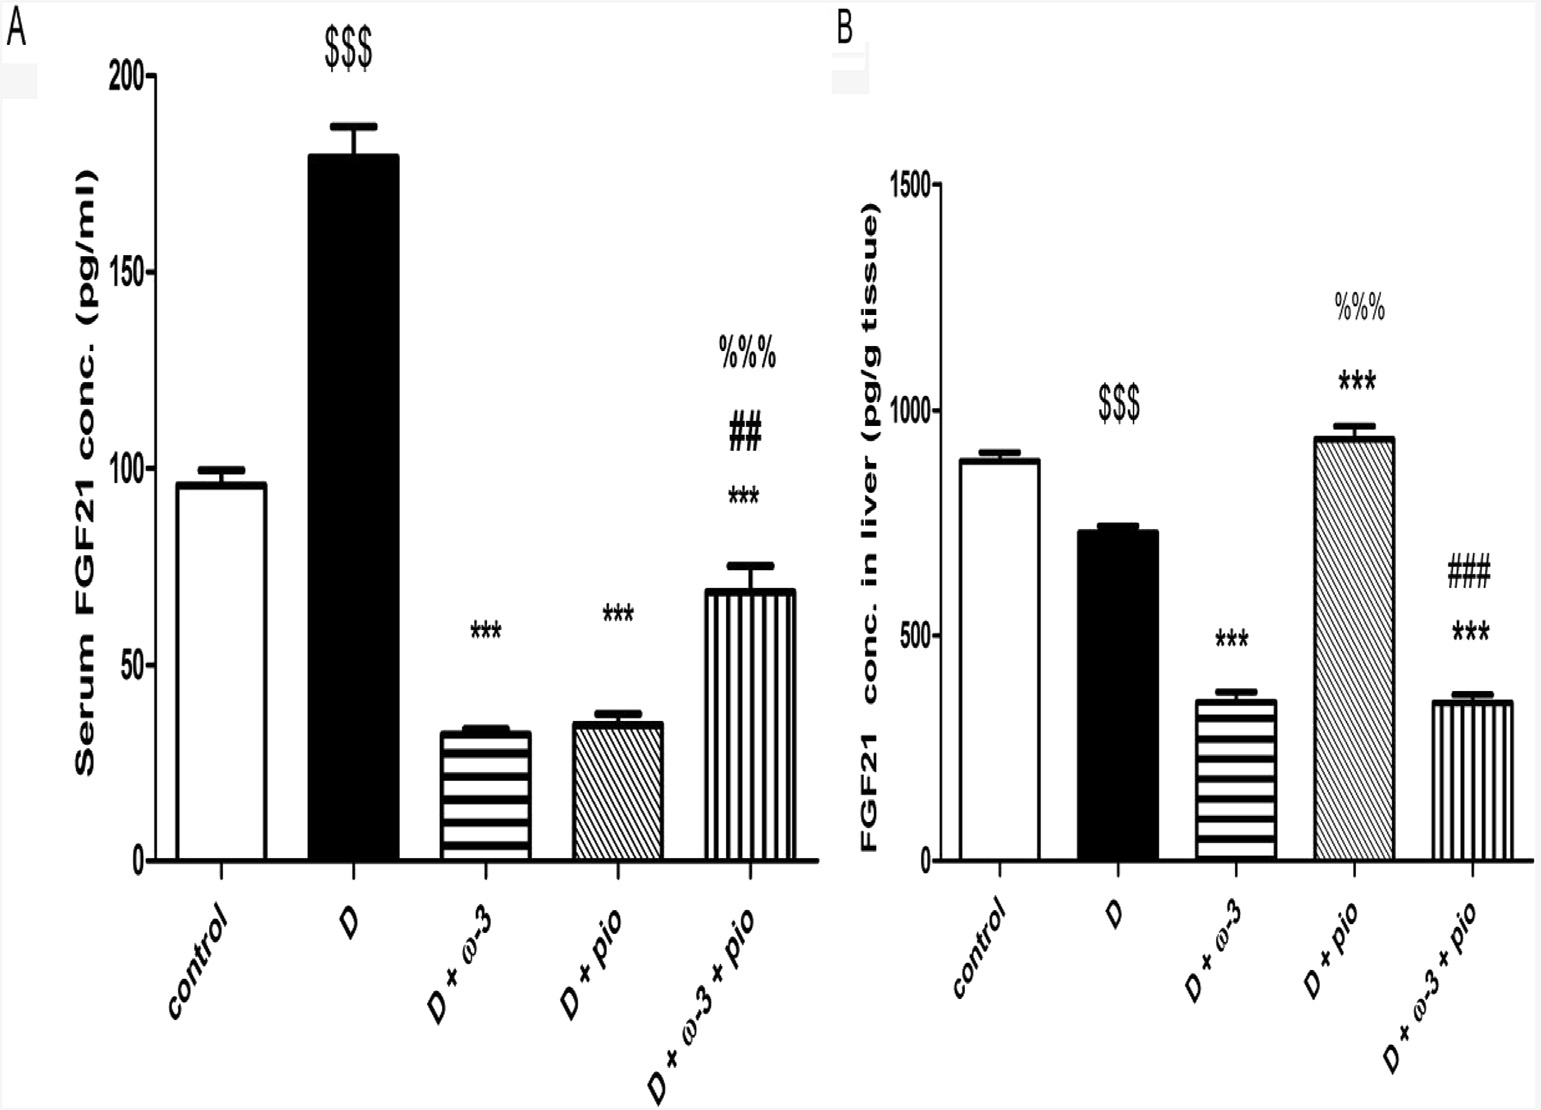 A
$$$
200
150
100
50
0
Serum FGF21 conc. (pg/ml)
%%%
##
***
***
***
control
D
D + ω-3
D + pio
D + ω-3 + pio
B
1500
1000
500
0
FGF21 conc. in liver (pg/g tissue)
$$$
***
%%%
***
###
***
control
D
D + ω-3
D + pio
D + ω-3 + pio